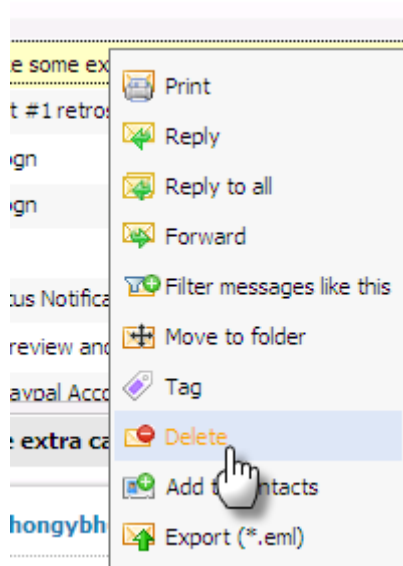 e some ex
Print
t #1 retros
Reply
ogn
Reply to all
ogn
Forward
tus Notifica
Filter messages like this
review and
Move to folder
aypal Acco
Tag
extra ca
Delete
Add t ntacts
hongybh
Export (*.eml)